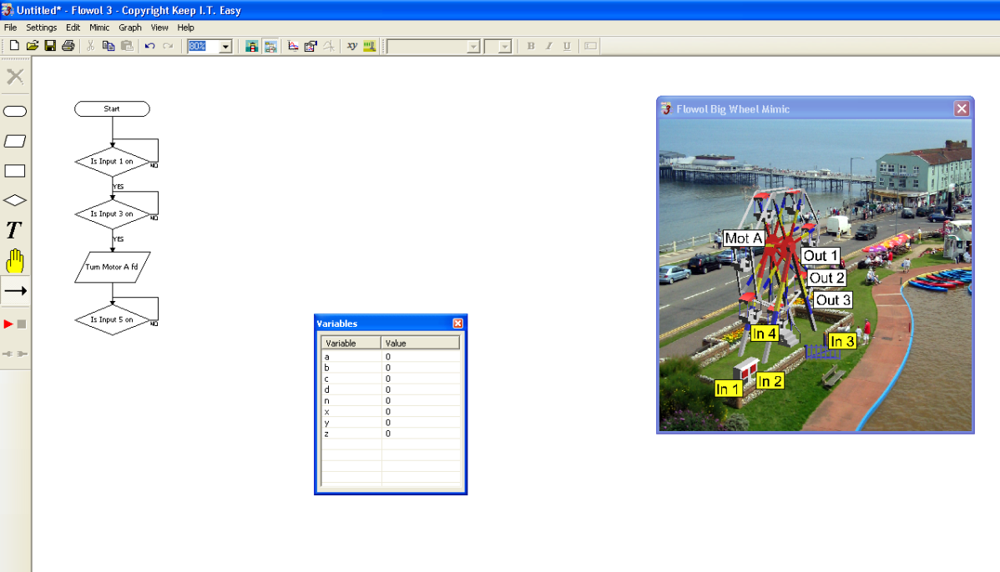 Untitled* - Flowol 3 - Copyright Keep I.T. Easy
File Settings Edit Mimic Graph View Help
80%
xy
B I U
T
Start
Is Input 1 on
NO
YES
Is Input 3 on
NO
YES
Turn Motor A fd
Is Input 5 on
NO
Variables
Variable Value
a 0
b 0
c 0
d 0
n 0
x 0
y 0
z 0
3 Flowol Big Wheel Mimic
Mot A
Out 1
Out 2
Out 3
In 4
In 3
In 2
In 1